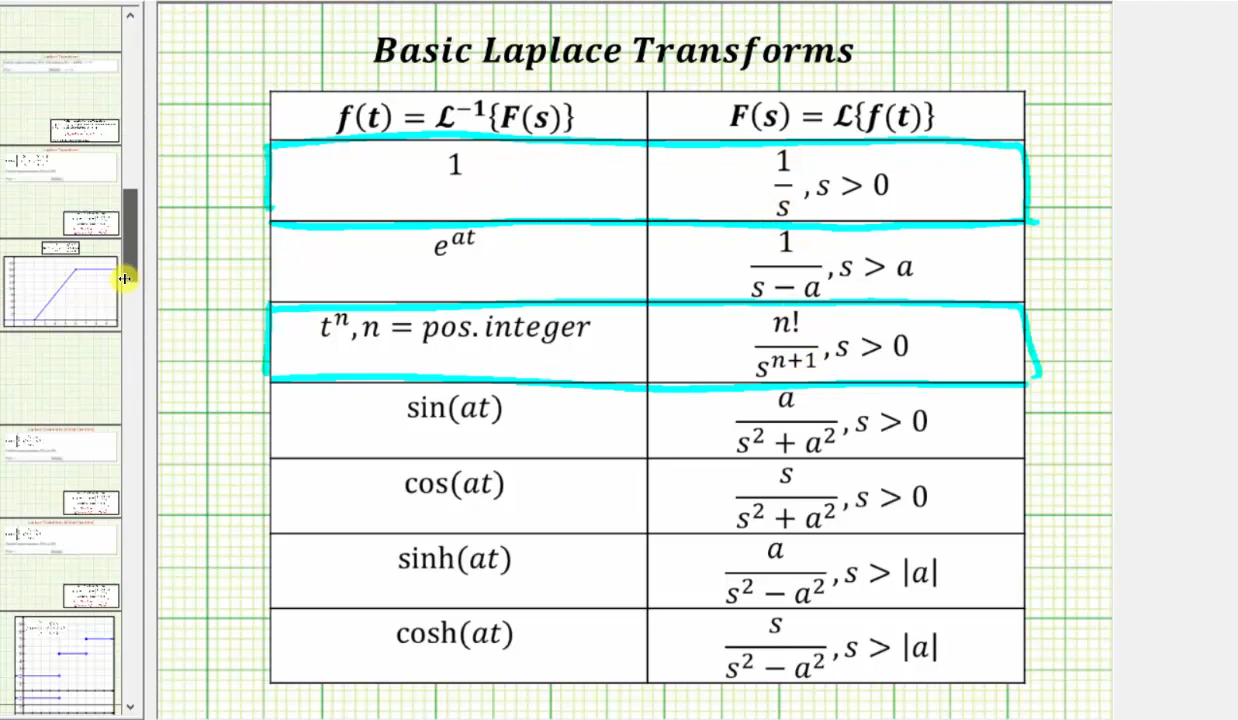 Basic Laplace Transforms
f(t) = ℒ⁻¹{F(s)} F(s) = ℒ{f(t)}
1 1/s , s > 0
e^{at} 1/(s − a) , s > a
tⁿ, n = pos. integer n!/s^{n+1} , s > 0
sin(at) a/(s² + a²) , s > 0
cos(at) s/(s² + a²) , s > 0
sinh(at) a/(s² − a²) , s > |a|
cosh(at) s/(s² − a²) , s > |a|